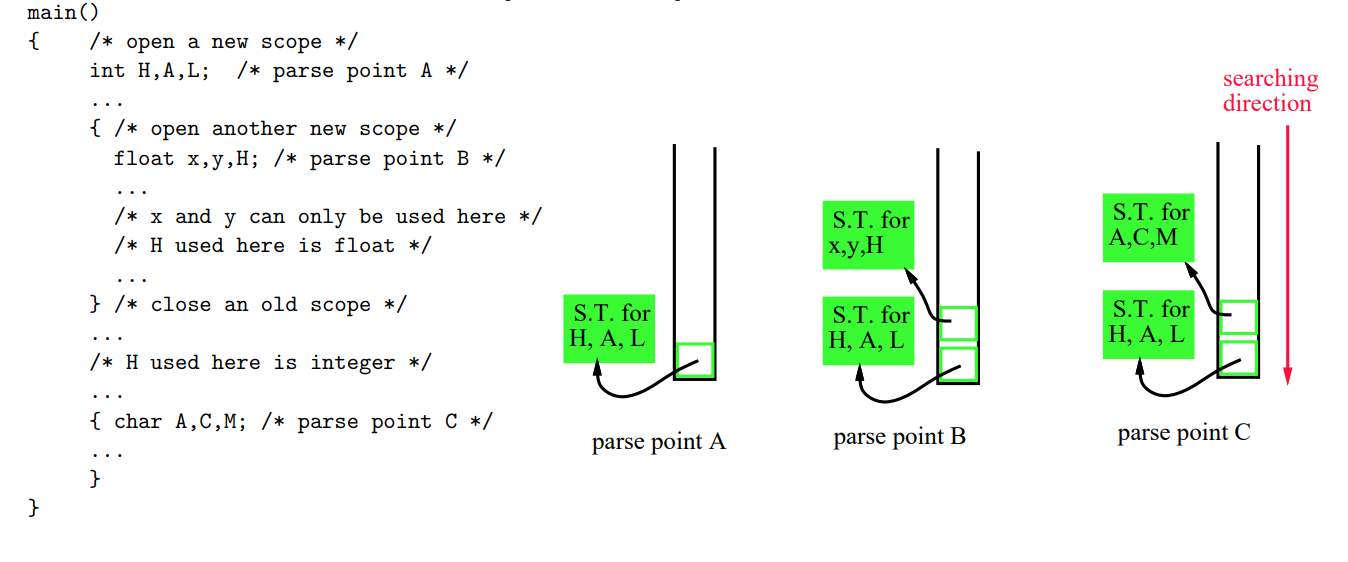 main()
{    /* open a new scope */
     int H,A,L;  /* parse point A */
     ...
     { /* open another new scope */
       float x,y,H; /* parse point B */
       ...
       /* x and y can only be used here */
       /* H used here is float */
       ...
     } /* close an old scope */
     ...
     /* H used here is integer */
     ...
     { char A,C,M; /* parse point C */
     ...
     }
}
S.T. for
H, A, L
parse point A
S.T. for
x,y,H
S.T. for
H, A, L
parse point B
S.T. for
A,C,M
S.T. for
H, A, L
parse point C
searching
direction